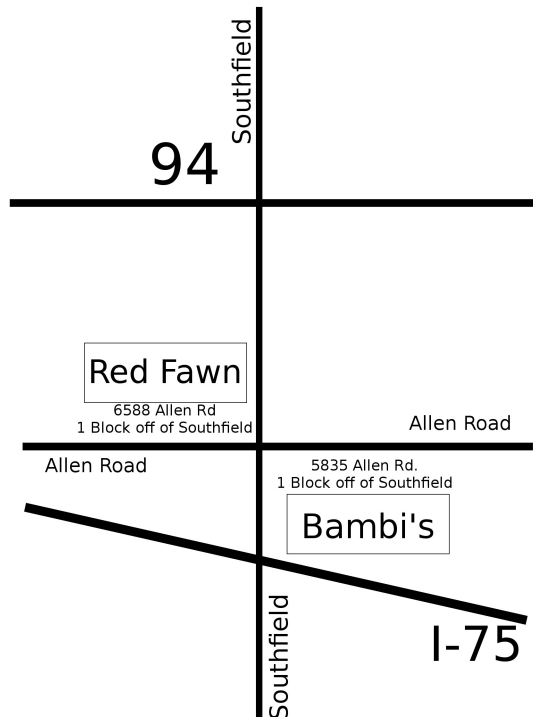 Southfield
94
Red Fawn
6588 Allen Rd
1 Block off of Southfield
Allen Road
Allen Road
5835 Allen Rd.
1 Block off of Southfield
Bambi's
I-75
Southfield